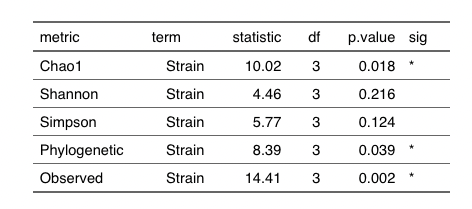 metric term statistic df p.value sig
Chao1 Strain 10.02 3 0.018 *
Shannon Strain 4.46 3 0.216
Simpson Strain 5.77 3 0.124
Phylogenetic Strain 8.39 3 0.039 *
Observed Strain 14.41 3 0.002 *